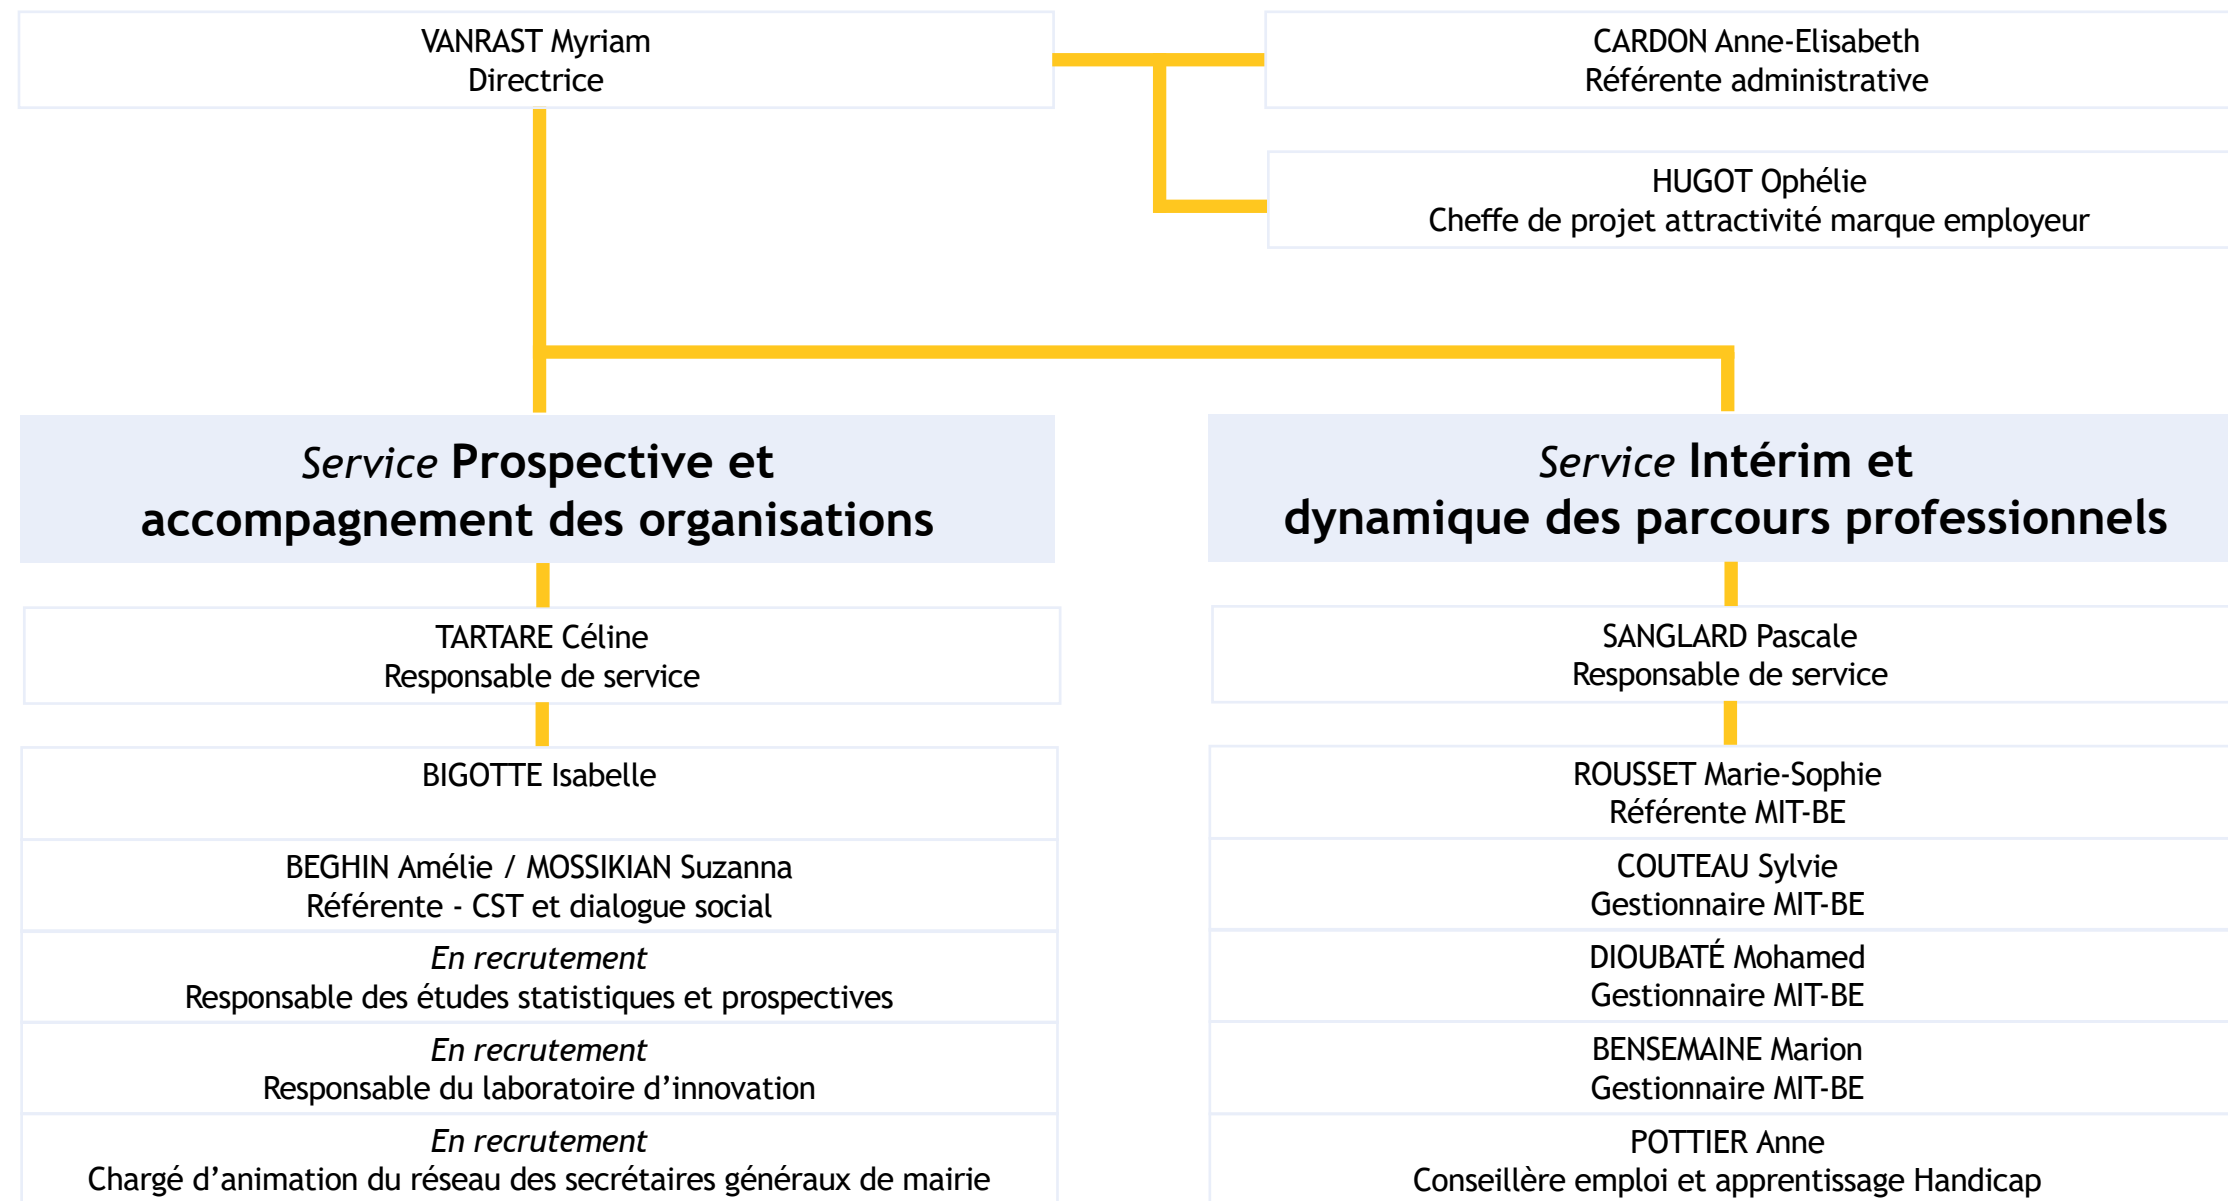 VANRAST Myriam
Directrice
CARDON Anne-Elisabeth
Référente administrative
HUGOT Ophélie
Cheffe de projet attractivité marque employeur
Service Prospective et
accompagnement des organisations
TARTARE Céline
Responsable de service
BIGOTTE Isabelle
BEGHIN Amélie / MOSSIKIAN Suzanna
Référente - CST et dialogue social
En recrutement
Responsable des études statistiques et prospectives
En recrutement
Responsable du laboratoire d’innovation
En recrutement
Chargé d’animation du réseau des secrétaires généraux de mairie
Service Intérim et
dynamique des parcours professionnels
SANGLARD Pascale
Responsable de service
ROUSSET Marie-Sophie
Référente MIT-BE
COUTEAU Sylvie
Gestionnaire MIT-BE
DIOUBATÉ Mohamed
Gestionnaire MIT-BE
BENSEMAINE Marion
Gestionnaire MIT-BE
POTTIER Anne
Conseillère emploi et apprentissage Handicap